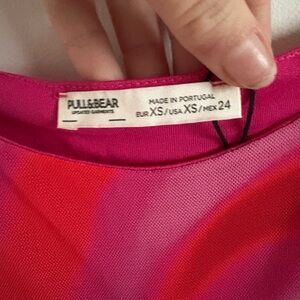 PULL&BEAR
UPDATED GARMENTS
MADE IN PORTUGAL
EUR XS/USA XS/MEX 24